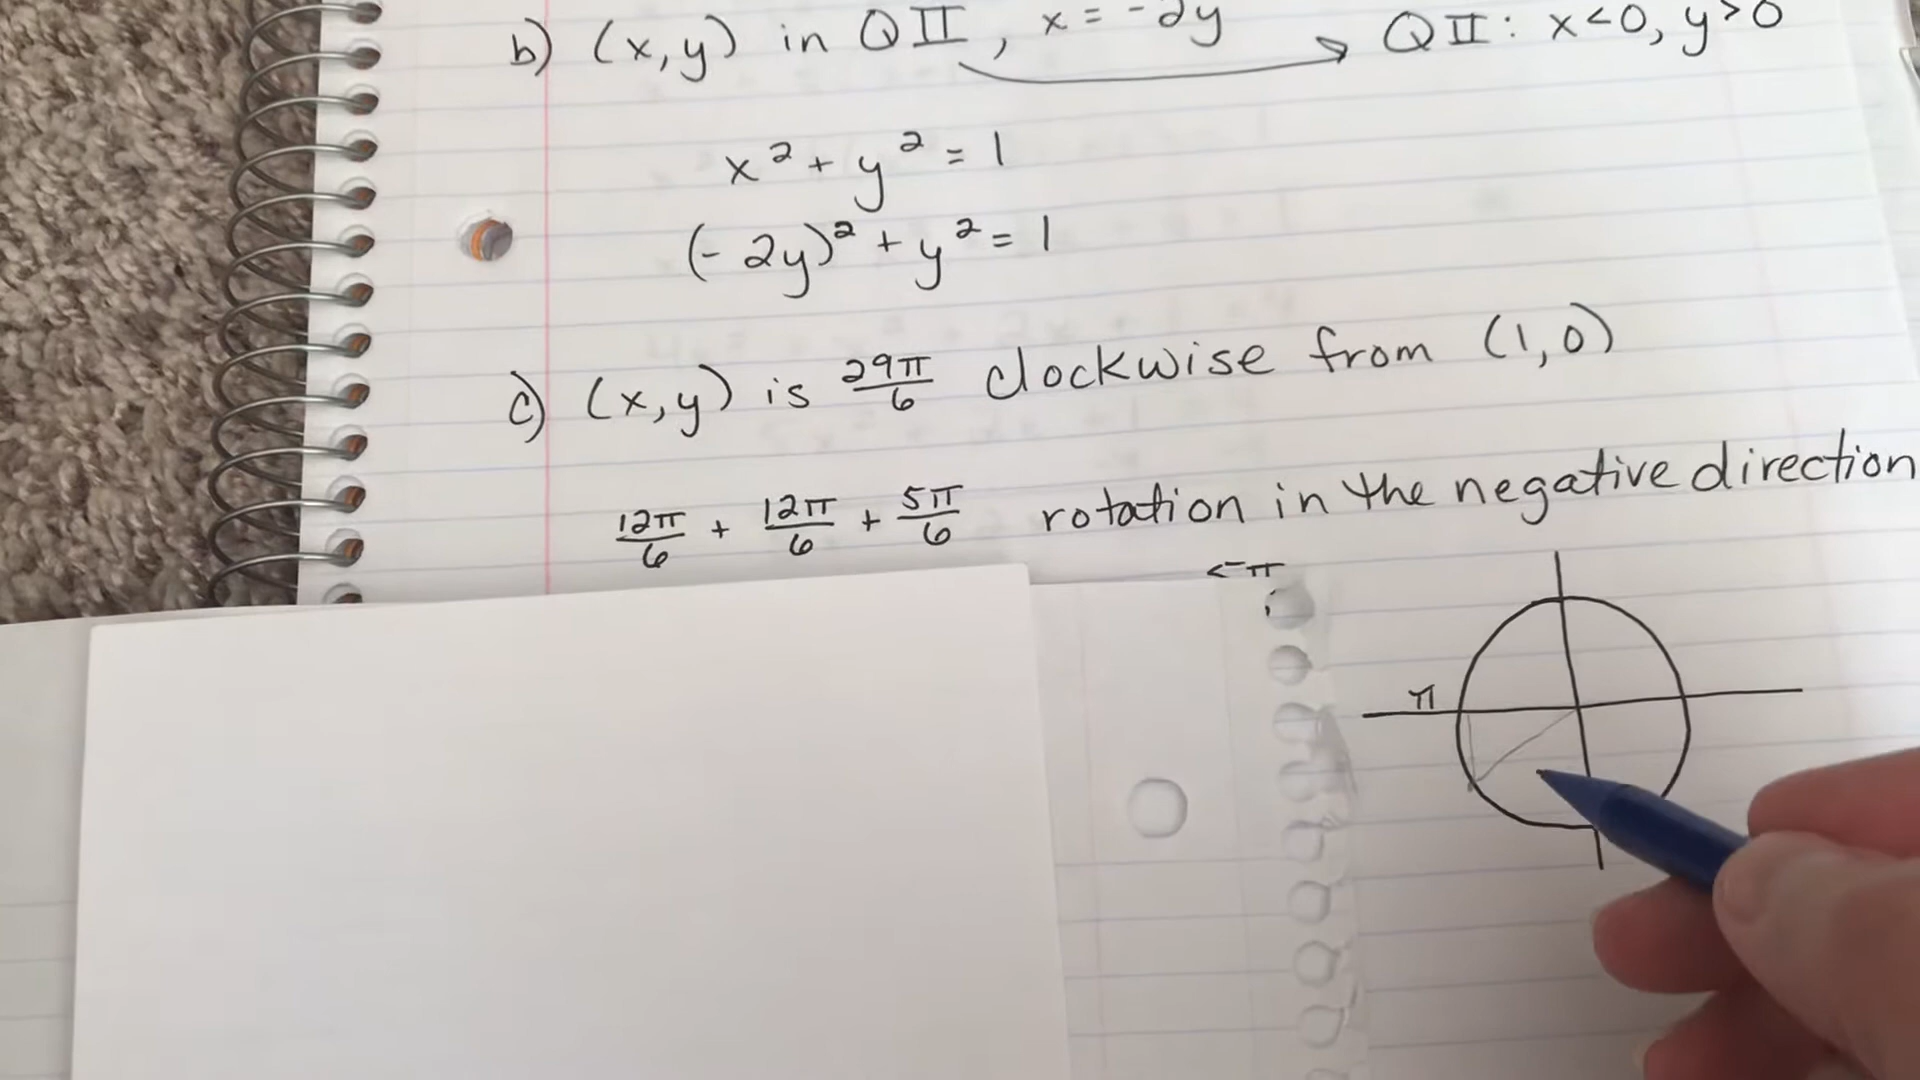 b) (x,y) in QII, x = -2y → QII: x<0, y>0
x² + y² = 1
(-2y)² + y² = 1
c) (x,y) is 29π/6 clockwise from (1,0)
12π/6 + 12π/6 + 5π/6 rotation in the negative direction
<-π
π